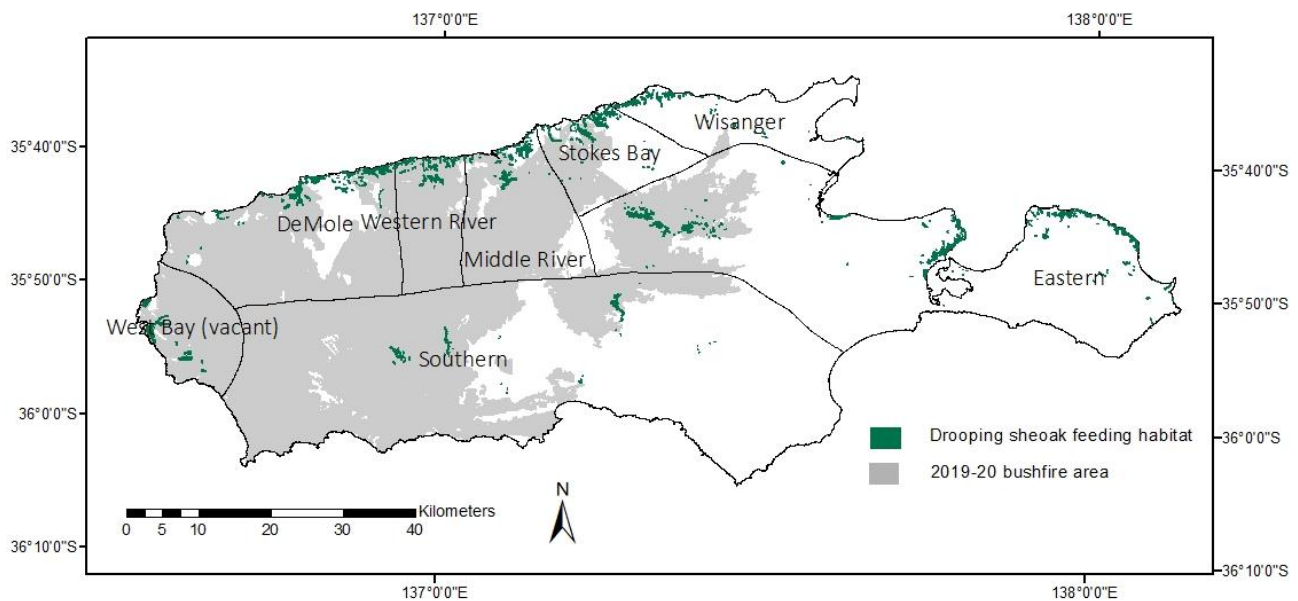 137°0'0"E
138°0'0"E
Wisanger
35°40'0"S
Stokes Bay
35°40'0"S
DeMole
Western River
Middle River
Eastern
35°50'0"S
35°50'0"S
West Bay (vacant)
Southern
36°0'0"S
36°0'0"S
Drooping sheoak feeding habitat
2019-20 bushfire area
N
Kilometers
0 5 10 20 30 40
36°10'0"S
36°10'0"S
137°0'0"E
138°0'0"E